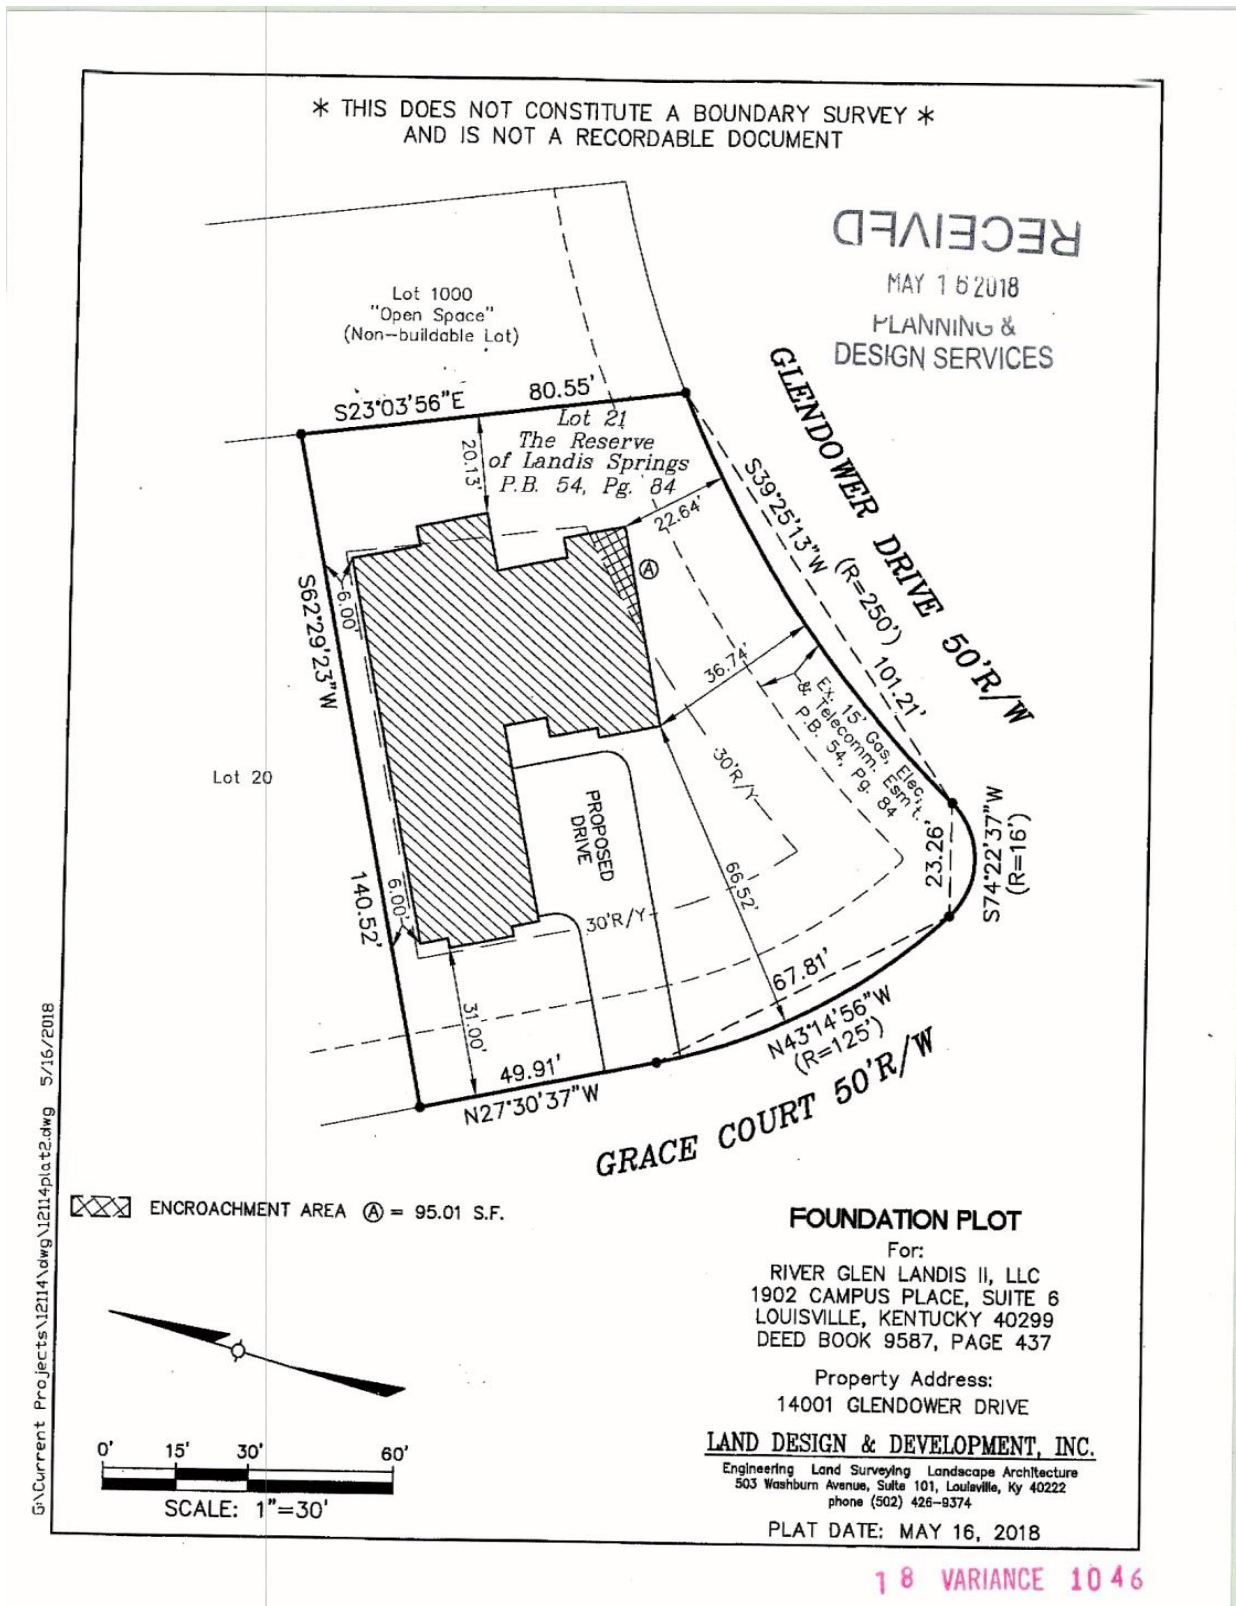 * THIS DOES NOT CONSTITUTE A BOUNDARY SURVEY *
AND IS NOT A RECORDABLE DOCUMENT
RECEIVED
MAY 16 2018
PLANNING &
DESIGN SERVICES
Lot 1000
"Open Space"
(Non-buildable Lot)
S23°03'56"E
80.55'
Lot 21
The Reserve
of Landis Springs
P.B. 54, Pg. 84
20.13'
22.64'
A
GLENDOWER DRIVE 50'R/W
S39°25'13"W
(R=250')
101.21'
6.00'
S62°29'23"W
36.74'
Ex. 15' Gas, Elec,
& Telecomm. Esm't.
P.B. 54, Pg. 84
30'R/Y
Lot 20
PROPOSED
DRIVE
23.26'
S74°22'37"W
(R=16')
140.52'
6.00'
66.52'
30'R/Y
67.81'
31.00'
N43°14'56"W
(R=125')
49.91'
N27°30'37"W
GRACE COURT 50'R/W
ENCROACHMENT AREA A = 95.01 S.F.
FOUNDATION PLOT
For:
RIVER GLEN LANDIS II, LLC
1902 CAMPUS PLACE, SUITE 6
LOUISVILLE, KENTUCKY 40299
DEED BOOK 9587, PAGE 437
Property Address:
14001 GLENDOWER DRIVE
LAND DESIGN & DEVELOPMENT, INC.
Engineering Land Surveying Landscape Architecture
503 Washburn Avenue, Suite 101, Louisville, Ky 40222
phone (502) 426-9374
PLAT DATE: MAY 16, 2018
0' 15' 30' 60'
SCALE: 1"=30'
G:\Current Projects\12114\dwg\12114plat2.dwg 5/16/2018
18 VARIANCE 1046